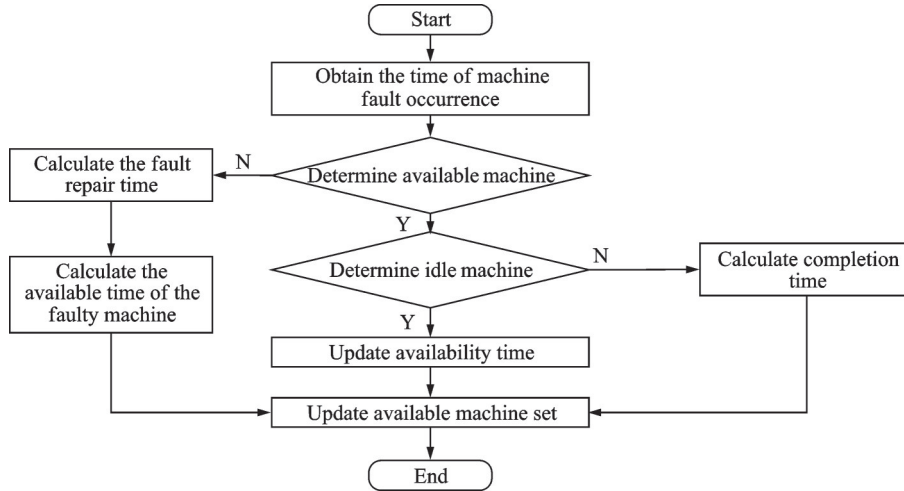 Start
Obtain the time of machine
fault occurrence
Determine available machine
N
Calculate the fault
repair time
Y
Calculate the
available time of the
faulty machine
Determine idle machine
N
Calculate completion
time
Y
Update availability time
Update available machine set
End